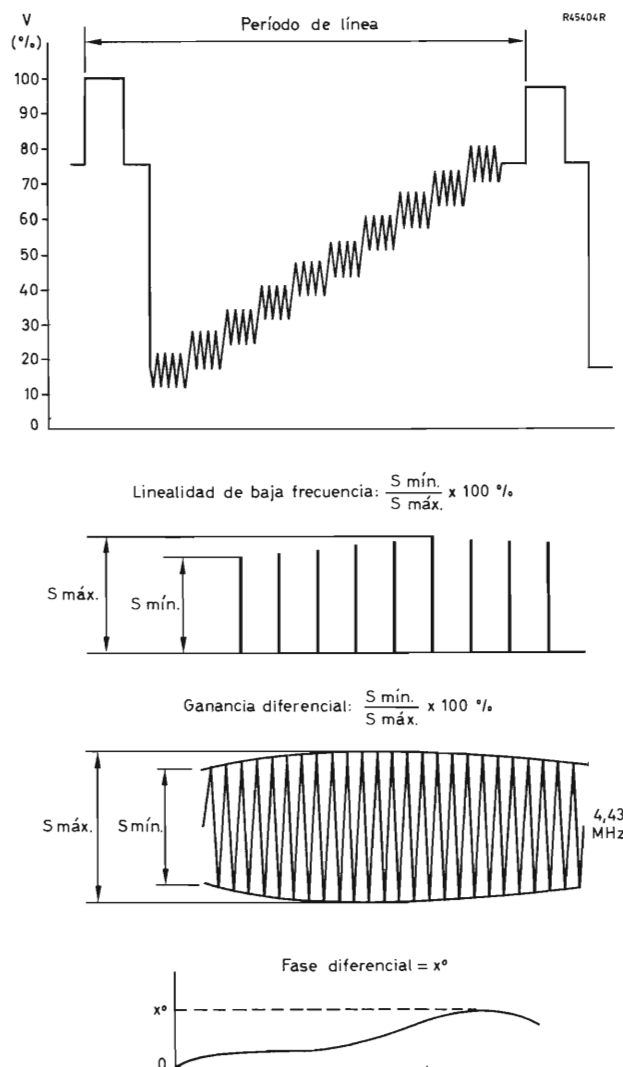 V
(%)
Período de línea
R45404R
100
90
80
70
60
50
40
30
20
10
0
Linealidad de baja frecuencia: S mín. / S máx. x 100 %
S máx.
S mín.
Ganancia diferencial: S mín. / S máx. x 100 %
S máx.
S mín.
4,43
MHz
Fase diferencial = x°
x°
0